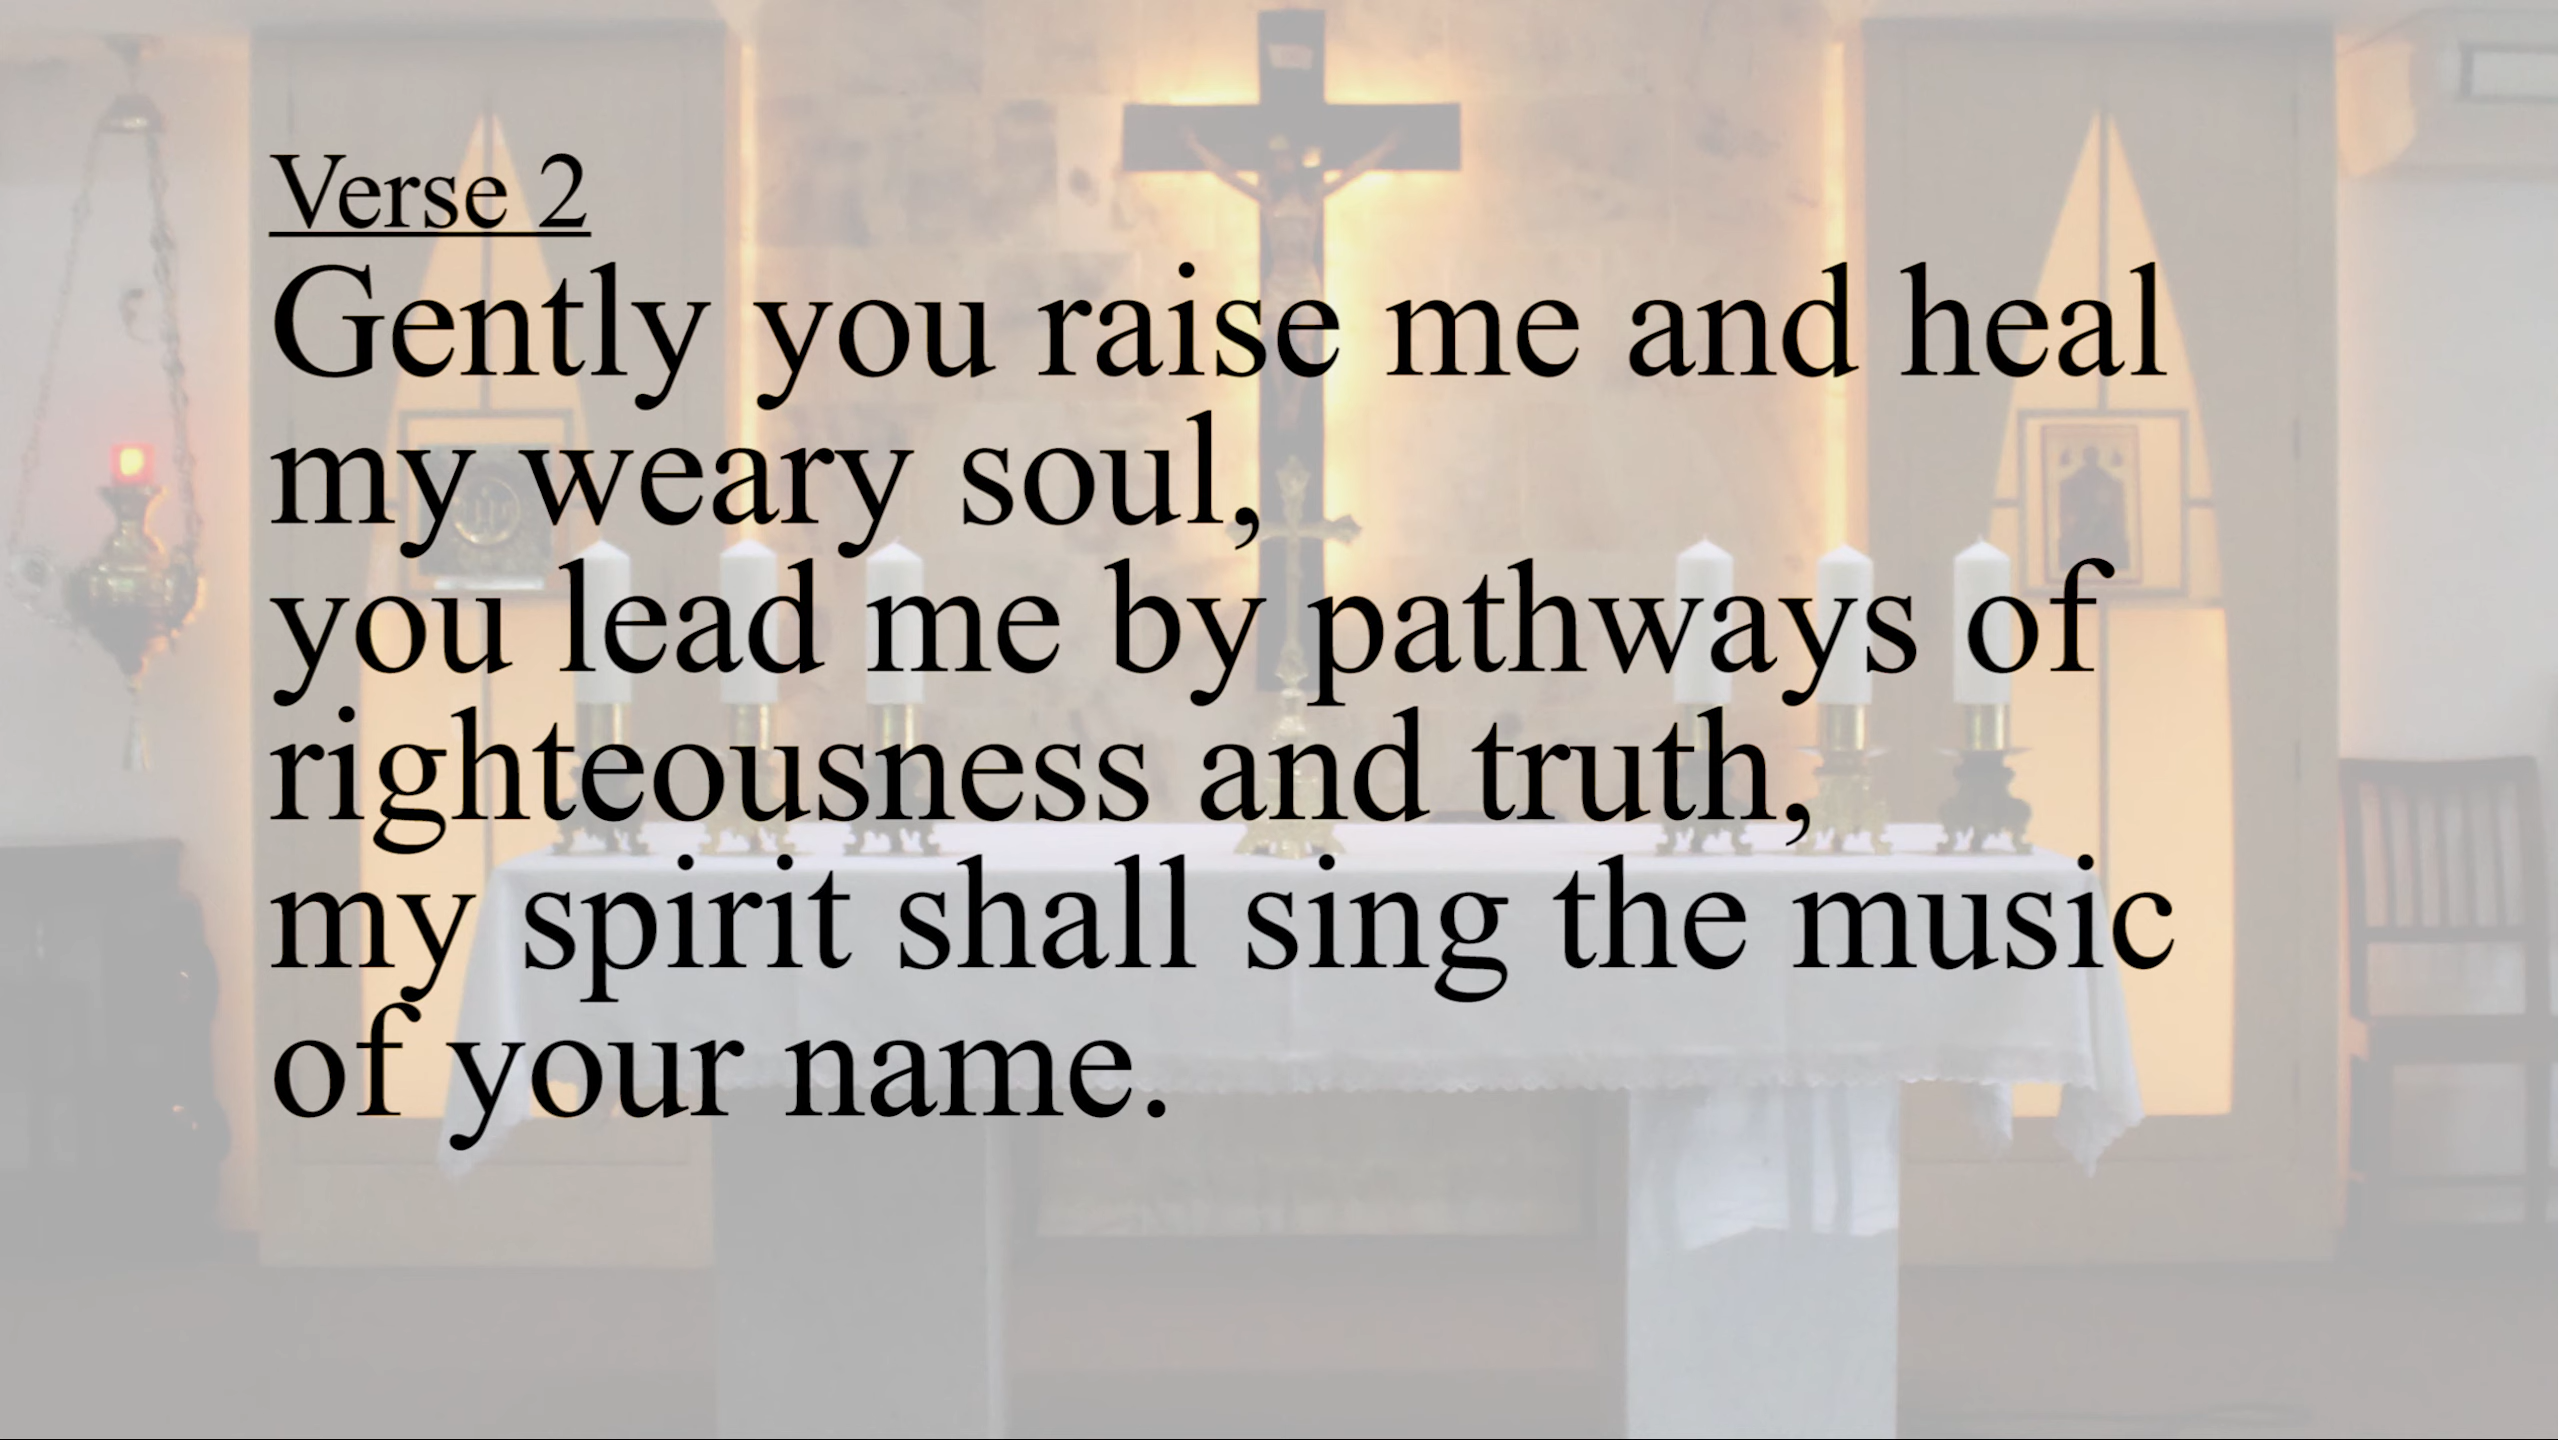 Verse 2
Gently you raise me and heal
my weary soul,
you lead me by pathways of
righteousness and truth,
my spirit shall sing the music
of your name.